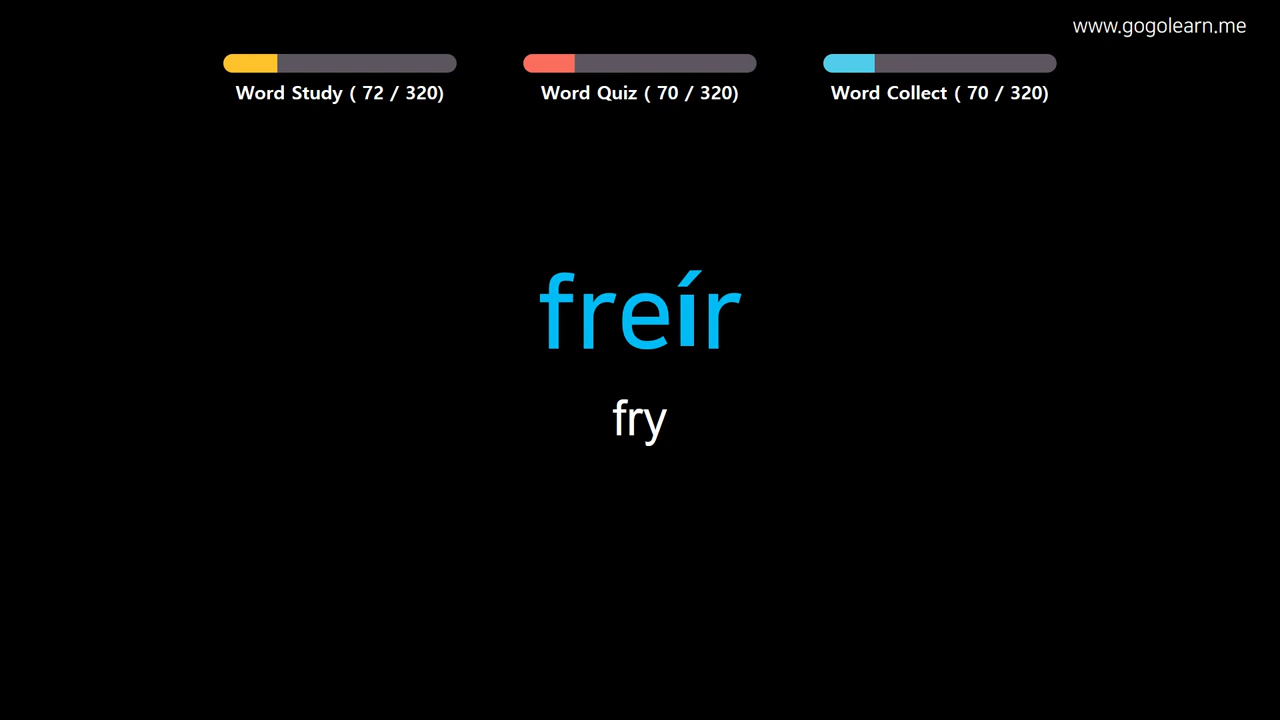 www.gogolearn.me
Word Study ( 72 / 320)
Word Quiz ( 70 / 320)
Word Collect ( 70 / 320)
freír
fry